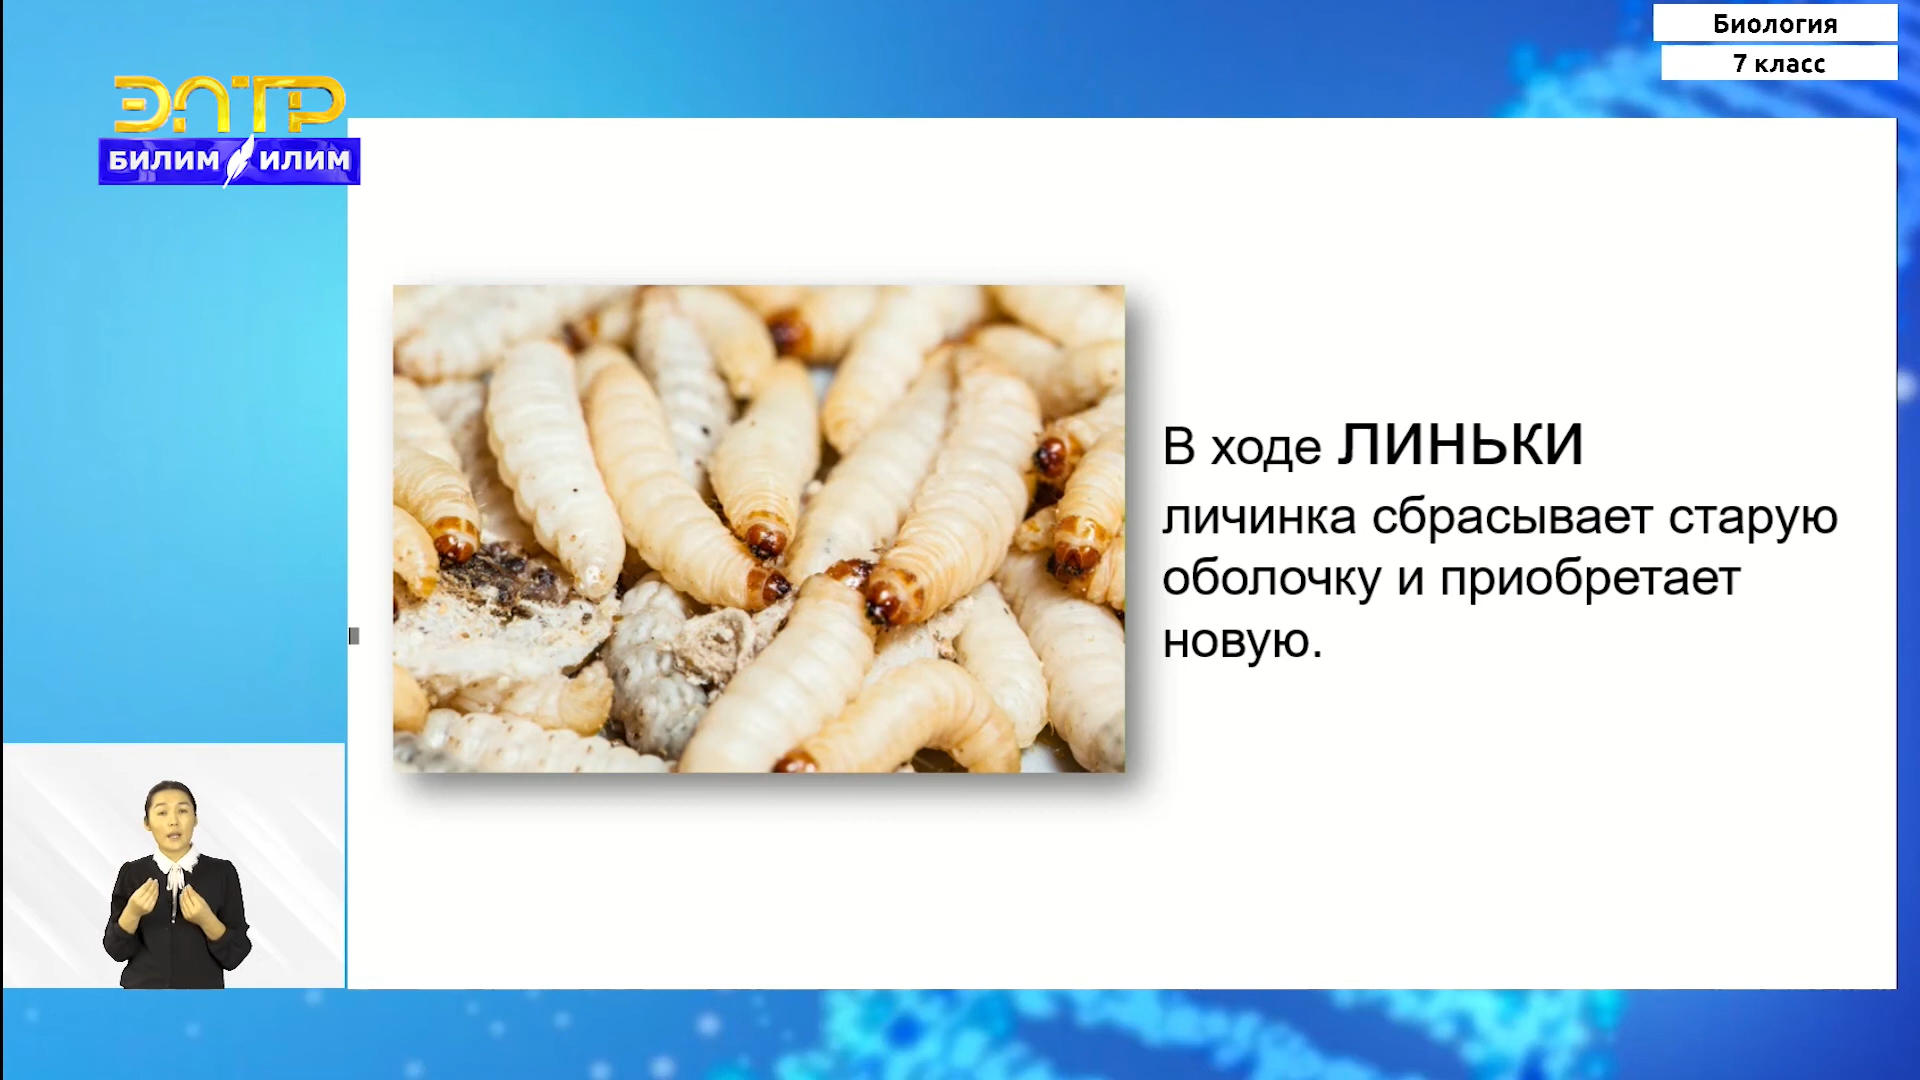 Биология
7 класс
ЭЛТР
БИЛИМ ИЛИМ
В ходе ЛИНЬКИ
личинка сбрасывает старую
оболочку и приобретает
новую.